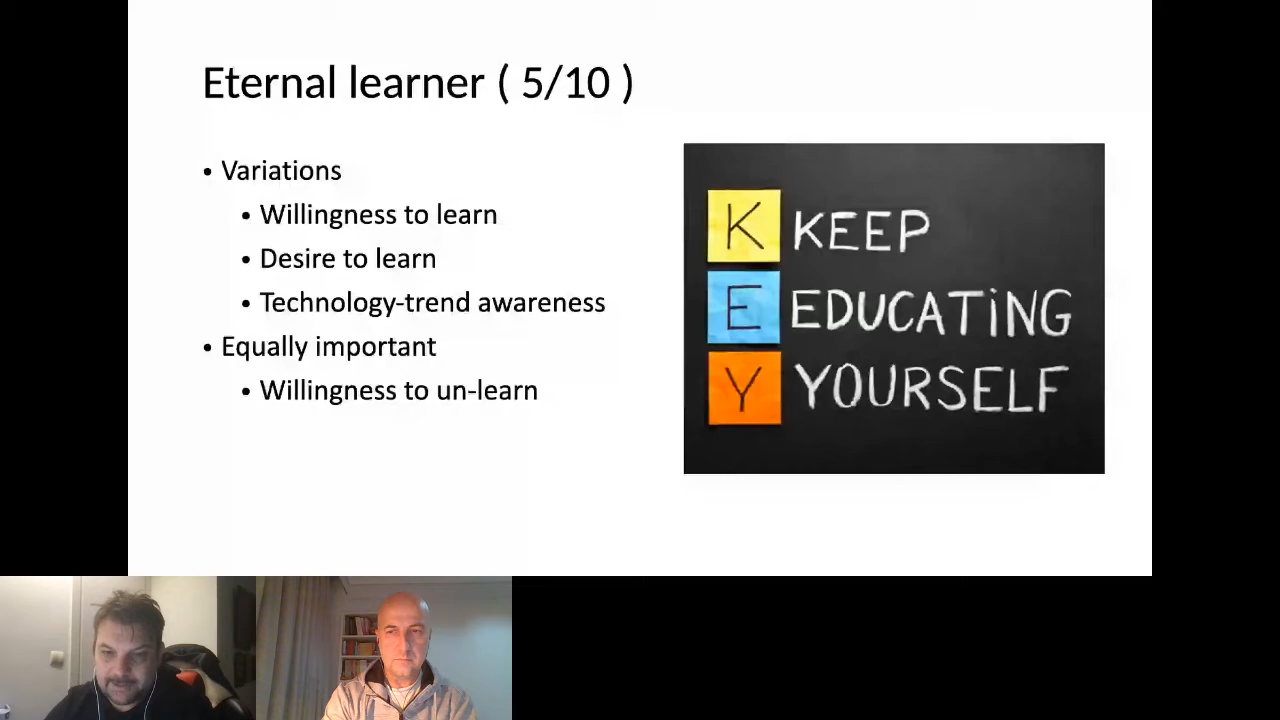 Eternal learner ( 5/10 )
• Variations
• Willingness to learn
• Desire to learn
• Technology-trend awareness
• Equally important
• Willingness to un-learn
K KEEP
E EDUCATiNG
Y YOURSELF